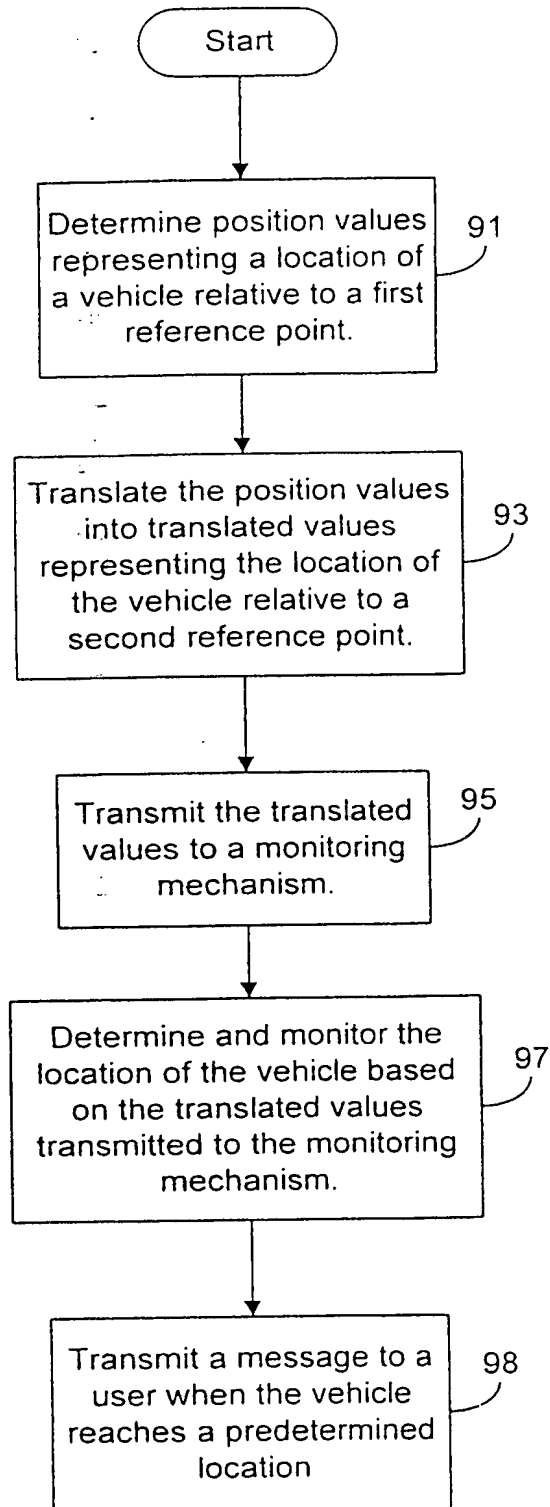 Start
Determine position values
representing a location of
a vehicle relative to a first
reference point.
91
Translate the position values
into translated values
representing the location of
the vehicle relative to a
second reference point.
93
Transmit the translated
values to a monitoring
mechanism.
95
Determine and monitor the
location of the vehicle based
on the translated values
transmitted to the monitoring
mechanism.
97
Transmit a message to a
user when the vehicle
reaches a predetermined
location
98